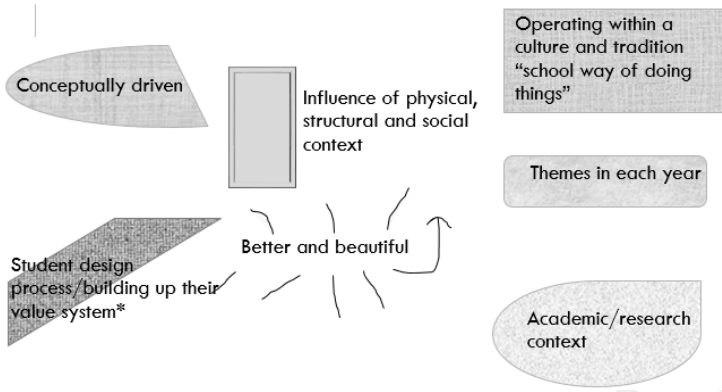 Conceptually driven
Influence of physical,
structural and social
context
Operating within a
culture and tradition
“school way of doing
things”
Themes in each year
Better and beautiful
Student design
process/building up their
value system*
Academic/research
context